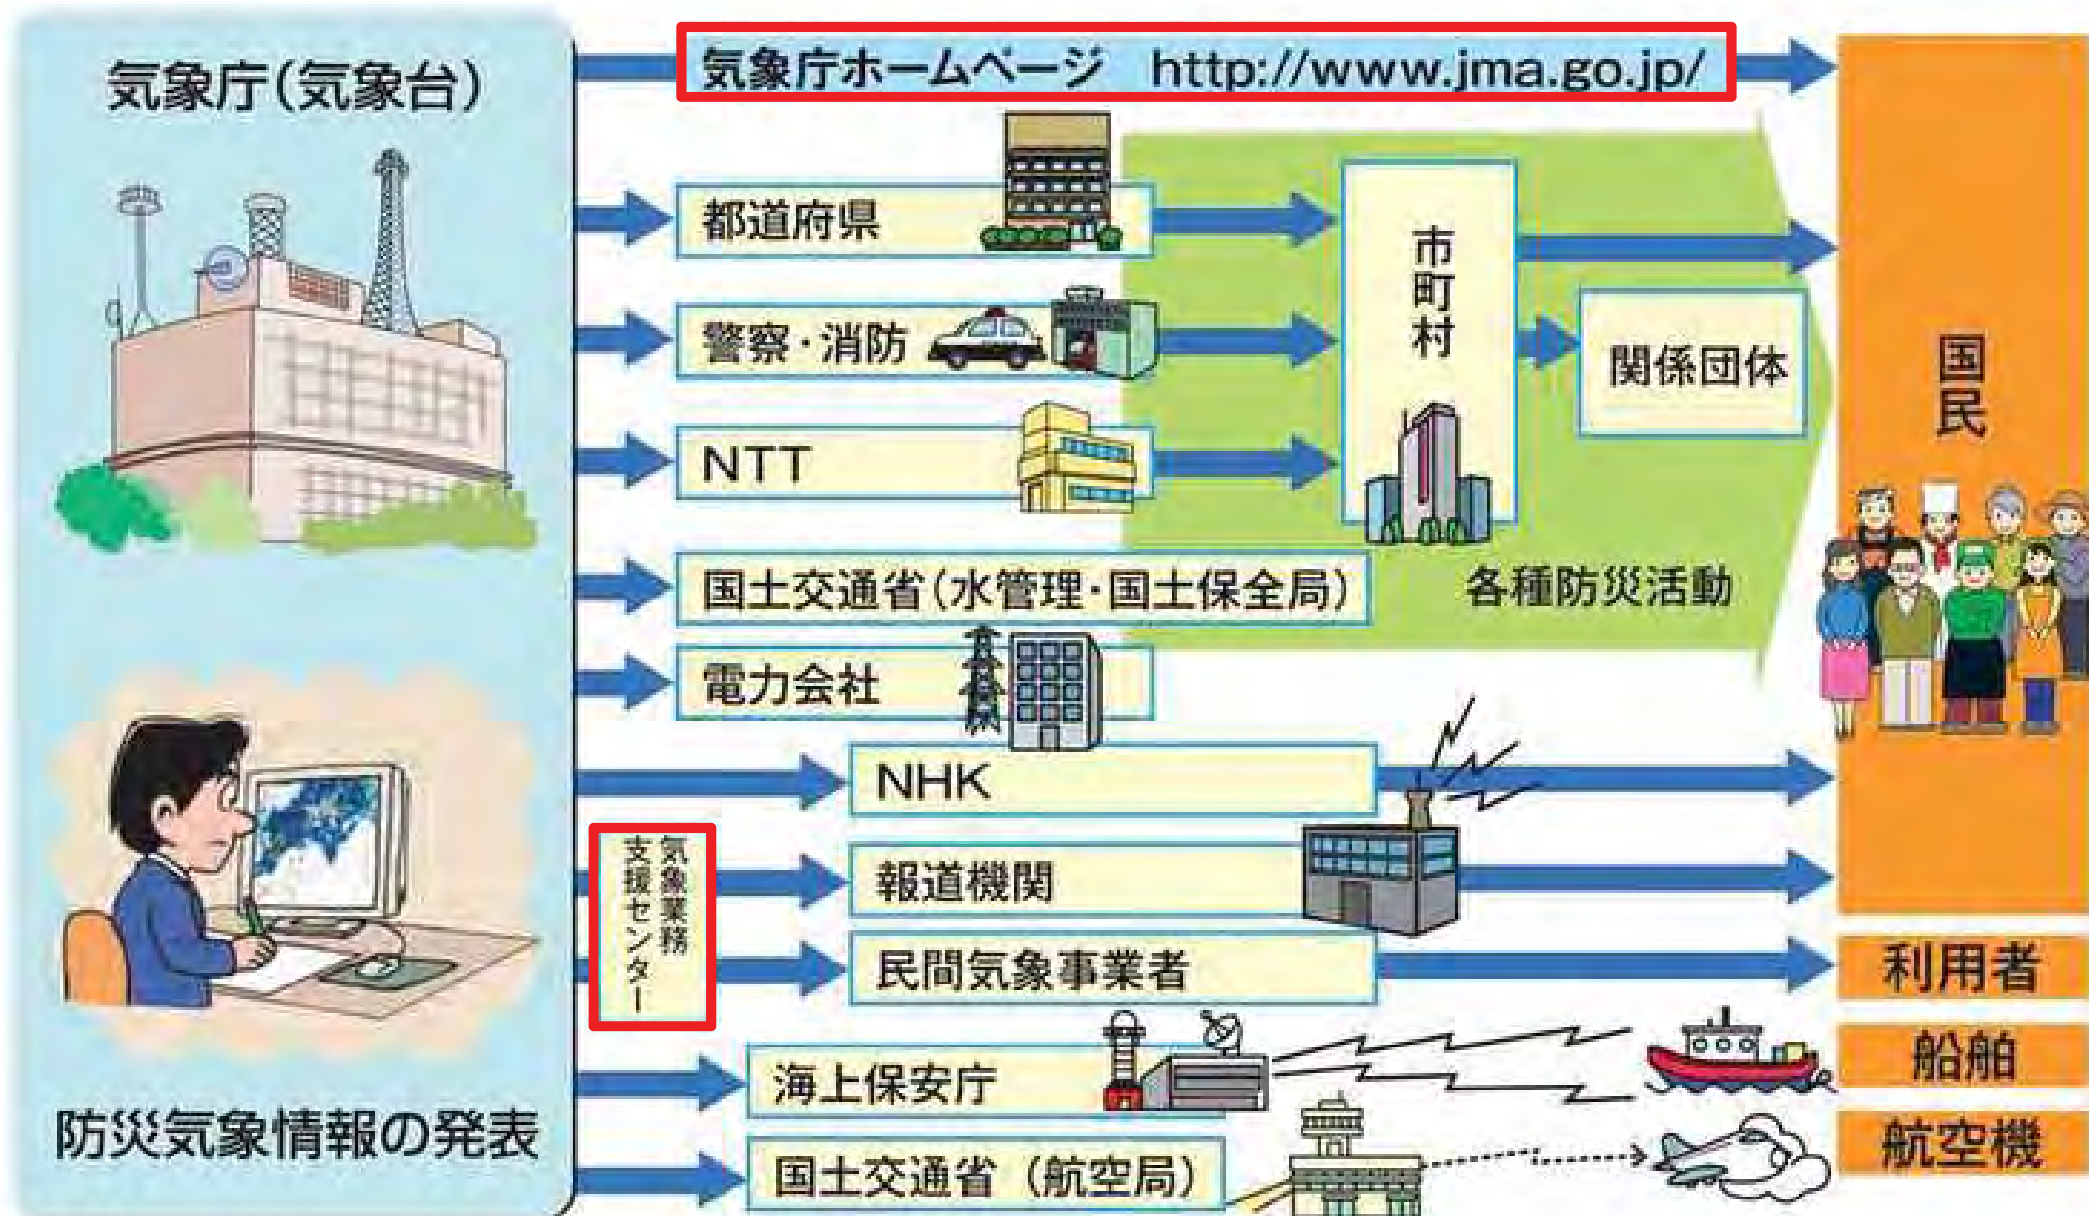 気象庁(気象台)
防災気象情報の発表
気象庁ホームページ http://www.jma.go.jp/
都道府県
警察・消防
NTT
市町村
関係団体
国土交通省(水管理・国土保全局)
各種防災活動
電力会社
NHK
気象業務
支援センター
報道機関
民間気象事業者
海上保安庁
国土交通省 (航空局)
国民
利用者
船舶
航空機